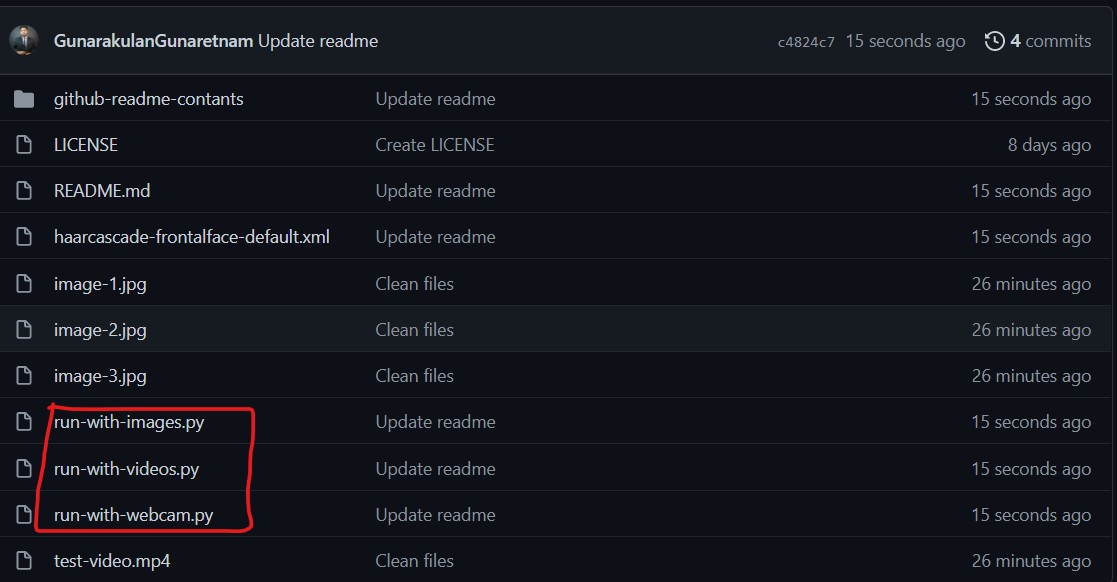 GunarakulanGunaretnam Update readme c4824c7 15 seconds ago 4 commits
github-readme-contants Update readme 15 seconds ago
LICENSE Create LICENSE 8 days ago
README.md Update readme 15 seconds ago
haarcascade-frontalface-default.xml Update readme 15 seconds ago
image-1.jpg Clean files 26 minutes ago
image-2.jpg Clean files 26 minutes ago
image-3.jpg Clean files 26 minutes ago
run-with-images.py Update readme 15 seconds ago
run-with-videos.py Update readme 15 seconds ago
run-with-webcam.py Update readme 15 seconds ago
test-video.mp4 Clean files 26 minutes ago